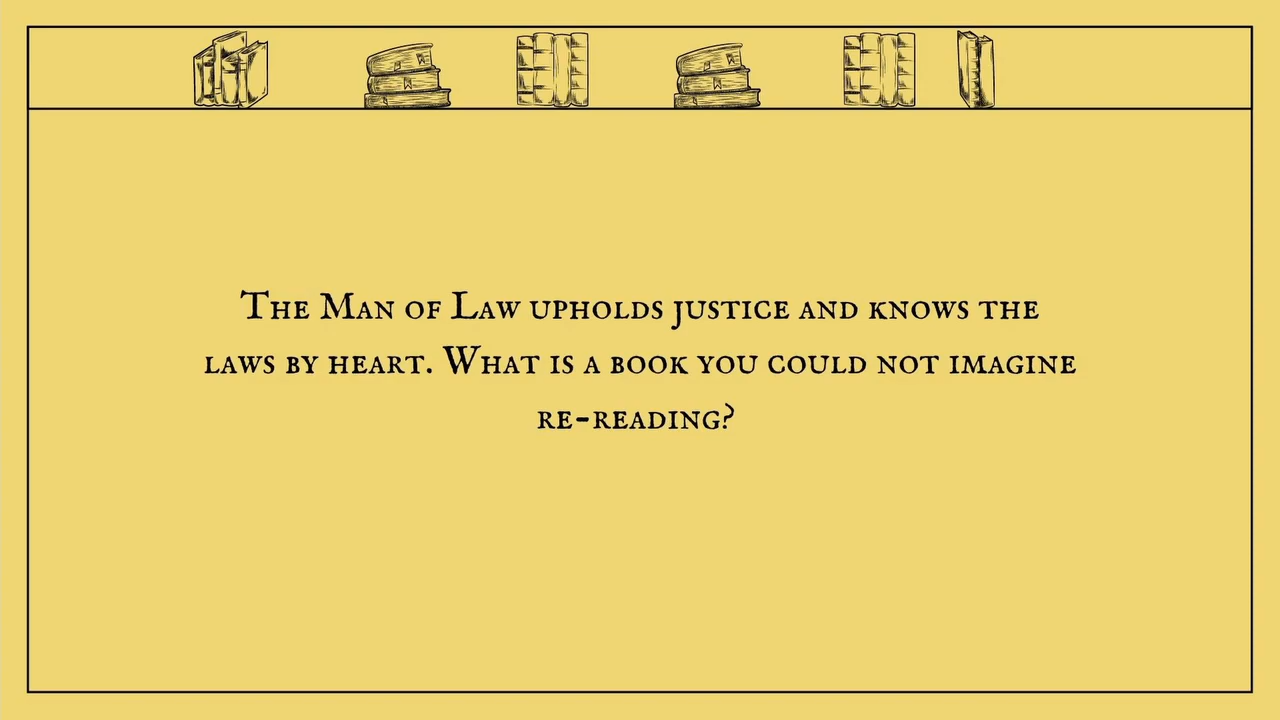 The Man of Law upholds justice and knows the
laws by heart. What is a book you could not imagine
re-reading?